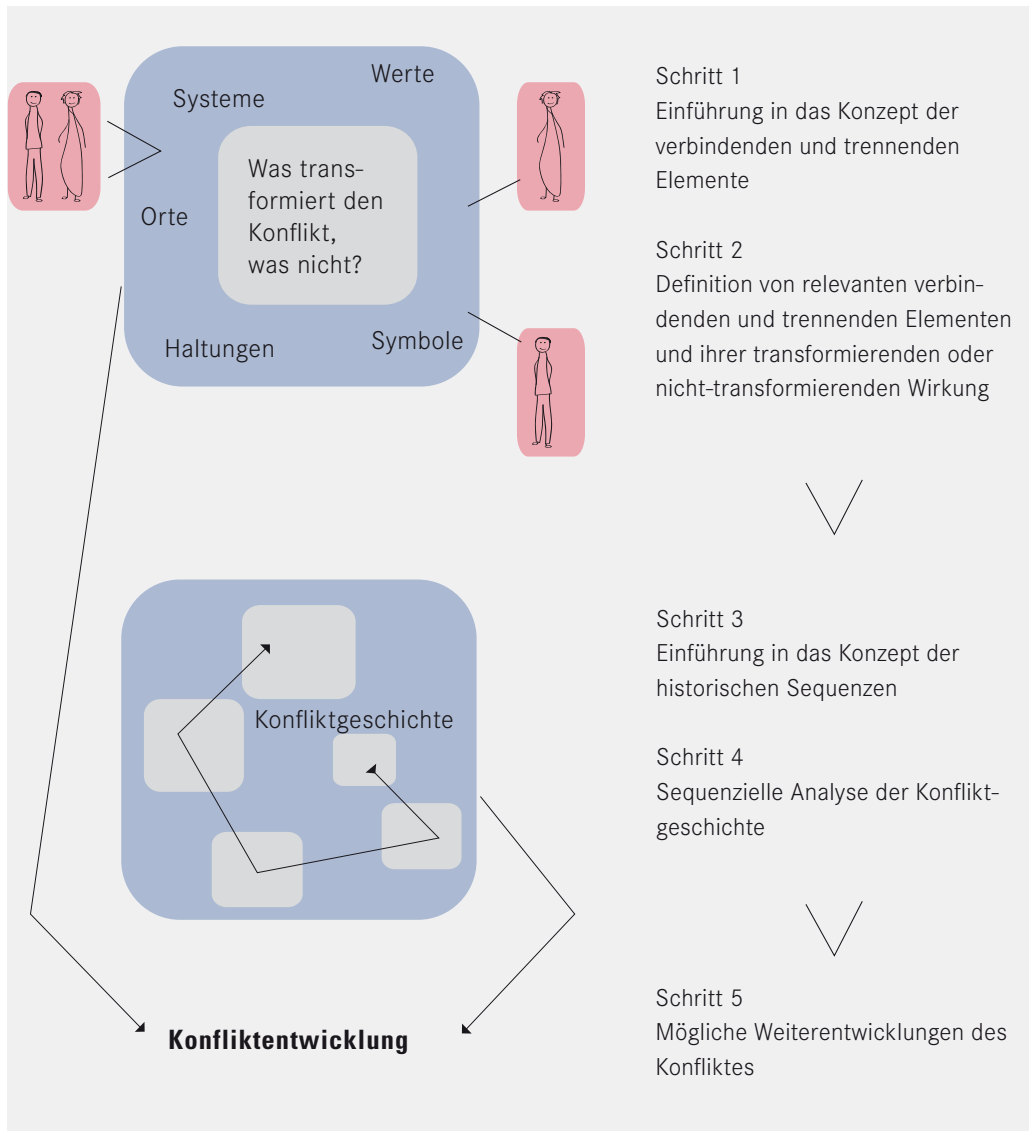 Werte
Systeme
Was trans-
formiert den
Konflikt,
was nicht?
Orte
Haltungen
Symbole
Schritt 1
Einführung in das Konzept der
verbindenden und trennenden
Elemente
Schritt 2
Definition von relevanten verbin-
denden und trennenden Elementen
und ihrer transformierenden oder
nicht-transformierenden Wirkung
Konfliktgeschichte
Schritt 3
Einführung in das Konzept der
historischen Sequenzen
Schritt 4
Sequenzielle Analyse der Konflikt-
geschichte
Konfliktentwicklung
Schritt 5
Mögliche Weiterentwicklungen des
Konfliktes